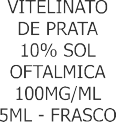 VITELINATO
DE PRATA
10% SOL
OFTALMICA
100MG/ML
5ML - FRASCO